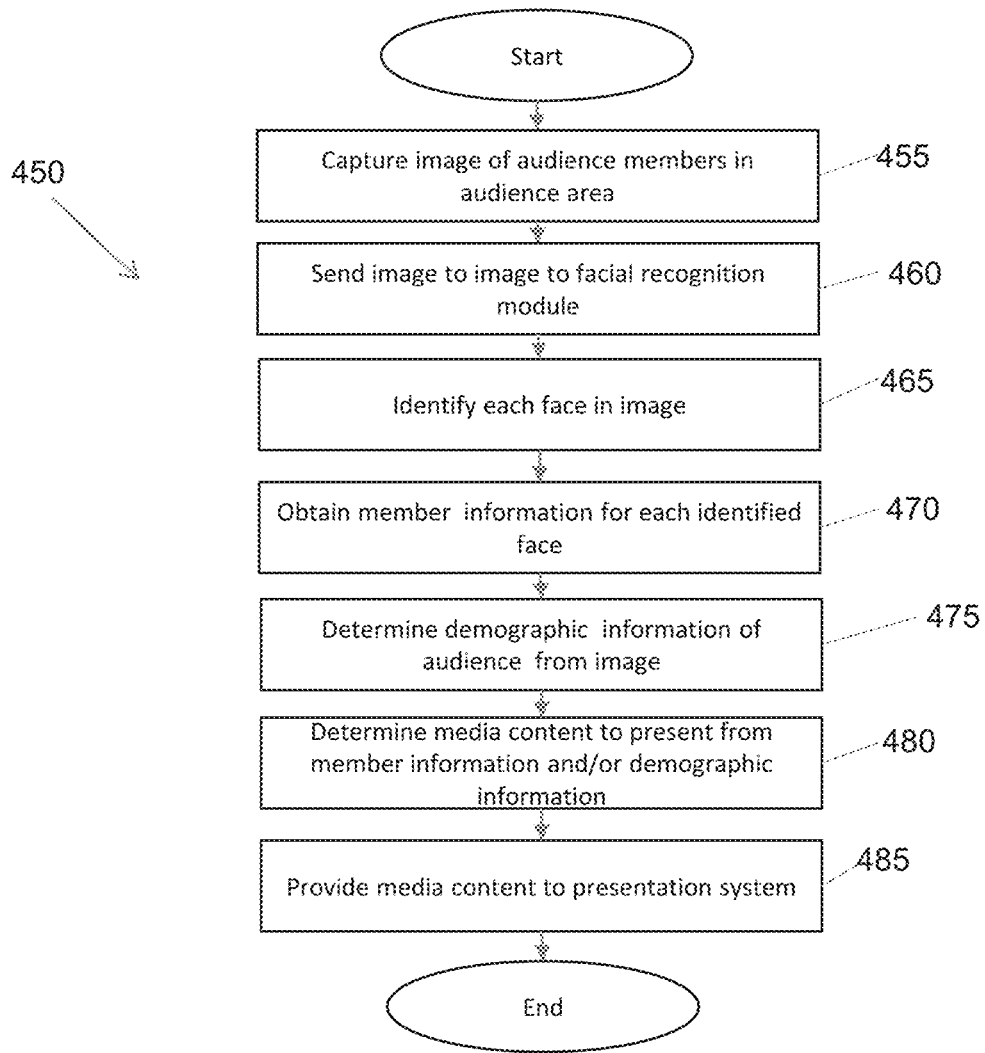 Start
Capture image of audience members in
audience area
455
450
Send image to image to facial recognition
module
460
Identify each face in image
465
Obtain member information for each identified
face
470
Determine demographic information of
audience from image
475
Determine media content to present from
member information and/or demographic
information
480
Provide media content to presentation system
485
End